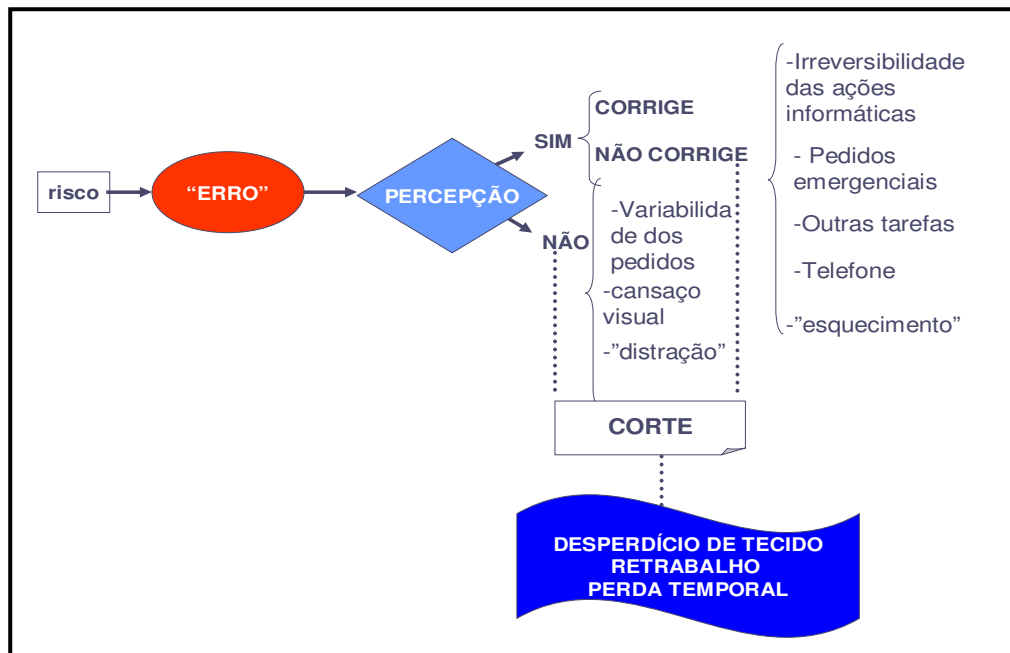 risco
“ERRO”
PERCEPÇÃO
SIM
CORRIGE
NÃO CORRIGE
-Irreversibilidade
das ações
informáticas
- Pedidos
emergenciais
-Outras tarefas
-Telefone
-”esquecimento”
NÃO
-Variabilida
de dos
pedidos
-cansaço
visual
-”distração”
CORTE
DESPERDÍCIO DE TECIDO
RETRABALHO
PERDA TEMPORAL